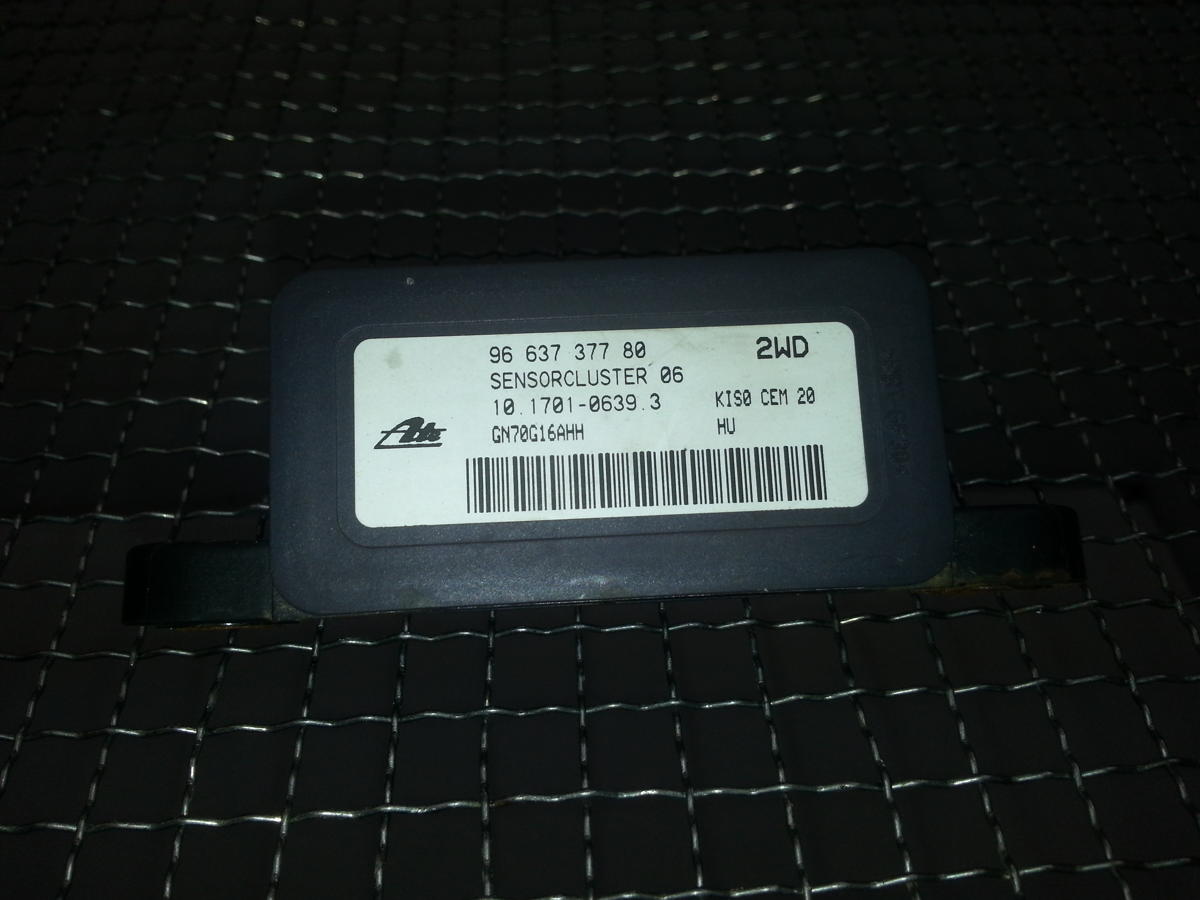 96 637 377 80 2WD
SENSORCLUSTER 06
10.1701-0639.3 KIS0 CEM 20
Ate
GN70G16AHH HU